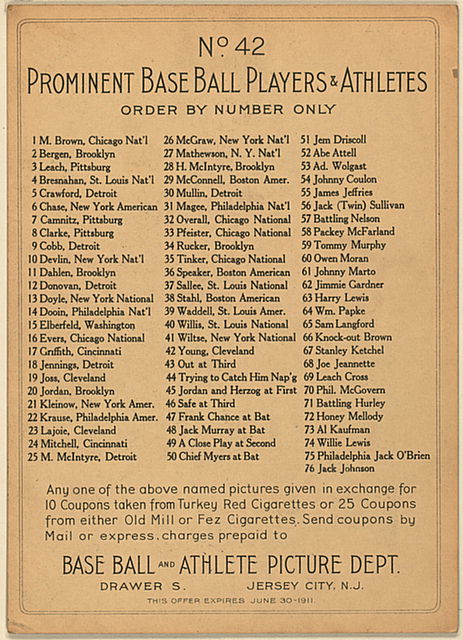 No 42
PROMINENT BASE BALL PLAYERS & ATHLETES
ORDER BY NUMBER ONLY
1 M. Brown, Chicago Nat'l
2 Bergen, Brooklyn
3 Leach, Pittsburg
4 Bresnahan, St. Louis Nat'l
5 Crawford, Detroit
6 Chase, New York American
7 Camnitz, Pittsburg
8 Clarke, Pittsburg
9 Cobb, Detroit
10 Devlin, New York Nat'l
11 Dahlen, Brooklyn
12 Donovan, Detroit
13 Doyle, New York National
14 Dooin, Philadelphia Nat'l
15 Elberfeld, Washington
16 Evers, Chicago National
17 Griffith, Cincinnati
18 Jennings, Detroit
19 Joss, Cleveland
20 Jordan, Brooklyn
21 Kleinow, New York Amer.
22 Krause, Philadelphia Amer.
23 Lajoie, Cleveland
24 Mitchell, Cincinnati
25 M. McIntyre, Detroit
26 McGraw, New York Nat'l
27 Mathewson, N. Y. Nat'l
28 H. McIntyre, Brooklyn
29 McConnell, Boston Amer.
30 Mullin, Detroit
31 Magee, Philadelphia Nat'l
32 Overall, Chicago National
33 Pfeister, Chicago National
34 Rucker, Brooklyn
35 Tinker, Chicago National
36 Speaker, Boston American
37 Sallee, St. Louis National
38 Stahl, Boston American
39 Waddell, St. Louis Amer.
40 Willis, St. Louis National
41 Wiltse, New York National
42 Young, Cleveland
43 Out at Third
44 Trying to Catch Him Nap'g
45 Jordan and Herzog at First
46 Safe at Third
47 Frank Chance at Bat
48 Jack Murray at Bat
49 A Close Play at Second
50 Chief Myers at Bat
51 Jem Driscoll
52 Abe Attell
53 Ad. Wolgast
54 Johnny Coulon
55 James Jeffries
56 Jack (Twin) Sullivan
57 Battling Nelson
58 Packey McFarland
59 Tommy Murphy
60 Owen Moran
61 Johnny Marto
62 Jimmie Gardner
63 Harry Lewis
64 Wm. Papke
65 Sam Langford
66 Knock-out Brown
67 Stanley Ketchel
68 Joe Jeannette
69 Leach Cross
70 Phil. McGovern
71 Battling Hurley
72 Honey Mellody
73 Al Kaufman
74 Willie Lewis
75 Philadelphia Jack O'Brien
76 Jack Johnson
Any one of the above named pictures given in exchange for
10 Coupons taken from Turkey Red Cigarettes or 25 Coupons
from either Old Mill or Fez Cigarettes. Send coupons by
Mail or express. charges prepaid to
BASE BALL AND ATHLETE PICTURE DEPT.
DRAWER S. JERSEY CITY, N.J.
THIS OFFER EXPIRES JUNE 30-1911.